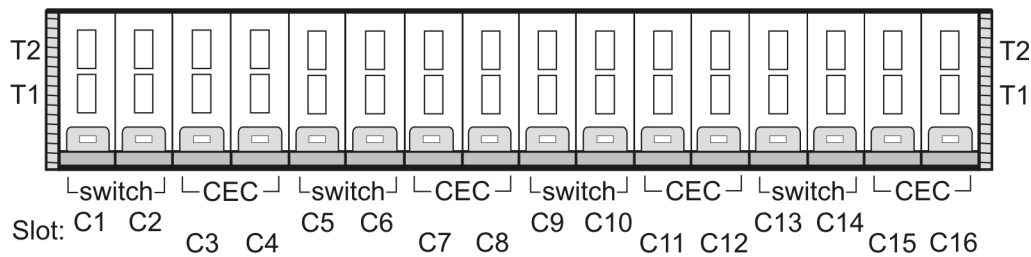 T2 T2
T1 T1
switch CEC switch CEC switch CEC switch CEC
Slot: C1 C2 C3 C4 C5 C6 C7 C8 C9 C10 C11 C12 C13 C14 C15 C16